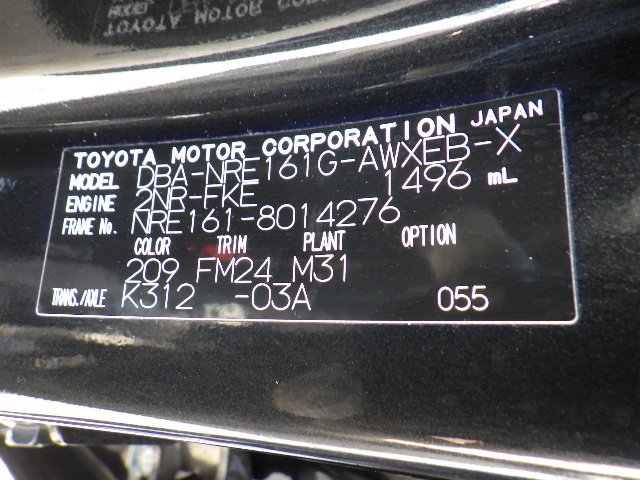 TOYOTA MOTOR CORPORATION JAPAN
MODEL DBA-NRE161G-AWXEB-X
ENGINE 2NR-FKE 1496 mL
FRAME No. NRE161-8014276
COLOR TRIM PLANT OPTION
209 FM24 M31
TRANS./AXLE K312 -03A 055